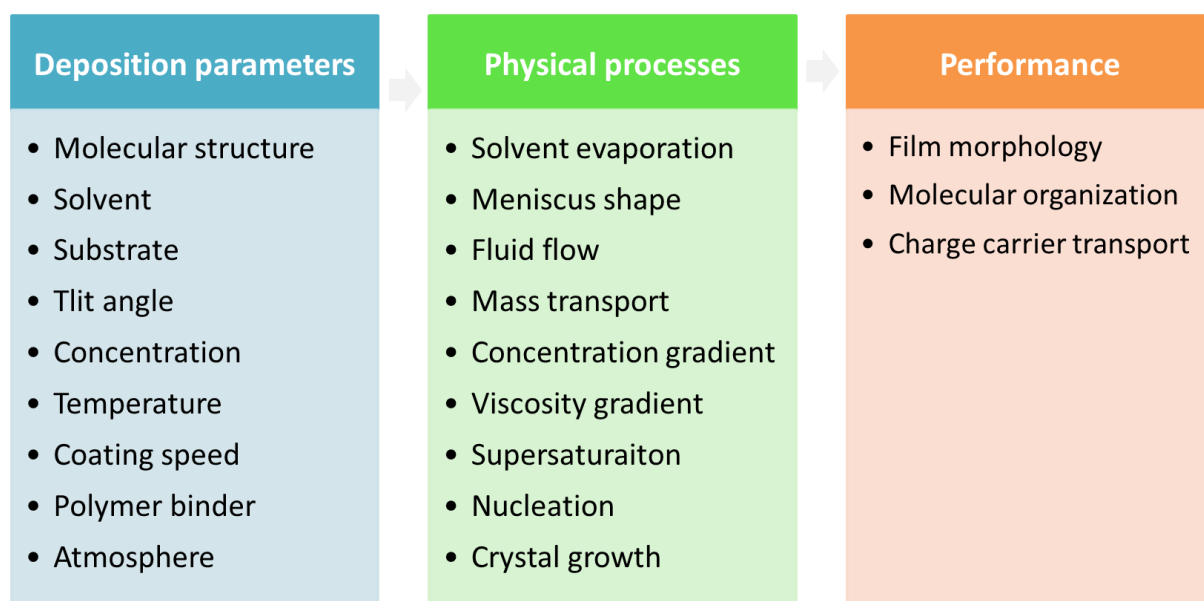 Deposition parameters
• Molecular structure
• Solvent
• Substrate
• Tlit angle
• Concentration
• Temperature
• Coating speed
• Polymer binder
• Atmosphere
Physical processes
• Solvent evaporation
• Meniscus shape
• Fluid flow
• Mass transport
• Concentration gradient
• Viscosity gradient
• Supersaturaiton
• Nucleation
• Crystal growth
Performance
• Film morphology
• Molecular organization
• Charge carrier transport